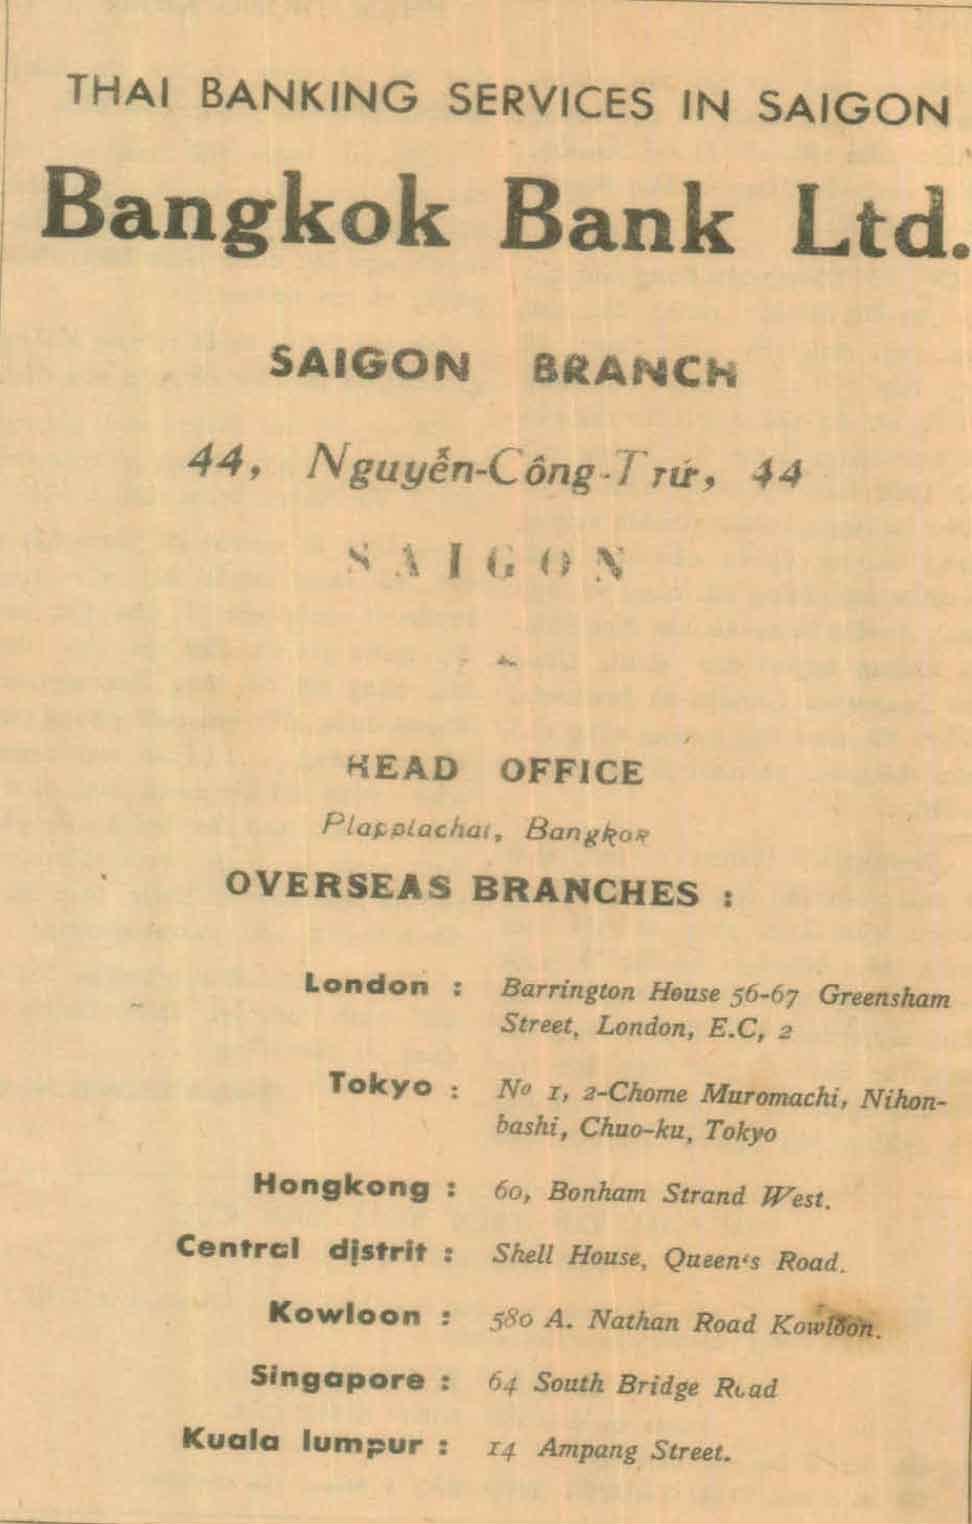 THAI BANKING SERVICES IN SAIGON
Bangkok Bank Ltd.
SAIGON BRANCH
44, Nguyễn-Công-Trứ, 44
SAIGON
HEAD OFFICE
Plapplachai, Bangkok
OVERSEAS BRANCHES :
London : Barrington House 56-67 Greensham
Street, London, E.C, 2
Tokyo : Nº 1, 2-Chome Muromachi, Nihon-
bashi, Chuo-ku, Tokyo
Hongkong : 60, Bonham Strand West.
Central distrit : Shell House, Queen's Road.
Kowloon : 580 A. Nathan Road Kowloon.
Singapore : 64 South Bridge Road
Kuala lumpur : 14 Ampang Street.